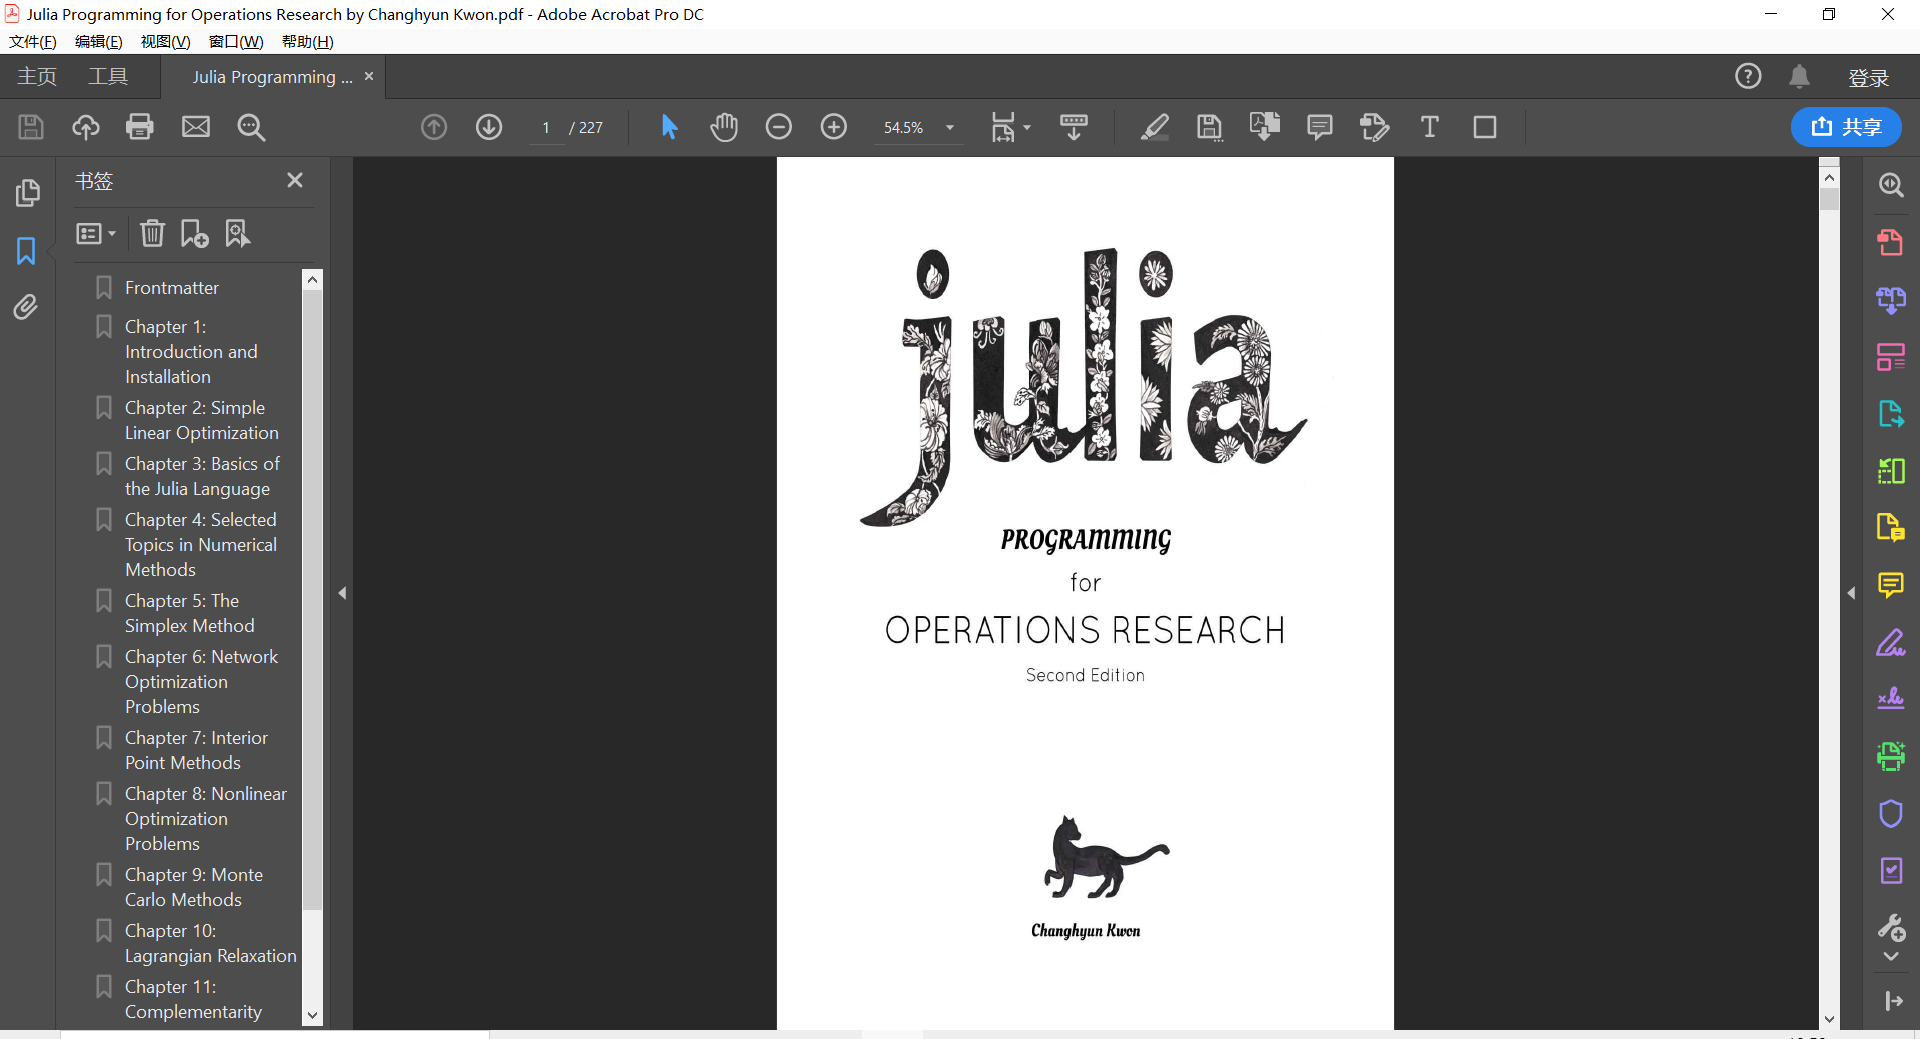 Julia Programming for Operations Research by Changhyun Kwon.pdf - Adobe Acrobat Pro DC
文件(F) 编辑(E) 视图(V) 窗口(W) 帮助(H)
主页 工具 Julia Programming ... × 登录
1 / 227 54.5% 共享
书签
Frontmatter
Chapter 1:
Introduction and
Installation
Chapter 2: Simple
Linear Optimization
Chapter 3: Basics of
the Julia Language
Chapter 4: Selected
Topics in Numerical
Methods
Chapter 5: The
Simplex Method
Chapter 6: Network
Optimization
Problems
Chapter 7: Interior
Point Methods
Chapter 8: Nonlinear
Optimization
Problems
Chapter 9: Monte
Carlo Methods
Chapter 10:
Lagrangian Relaxation
Chapter 11:
Complementarity
julia
PROGRAMMING
for
OPERATIONS RESEARCH
Second Edition
Changhyun Kwon